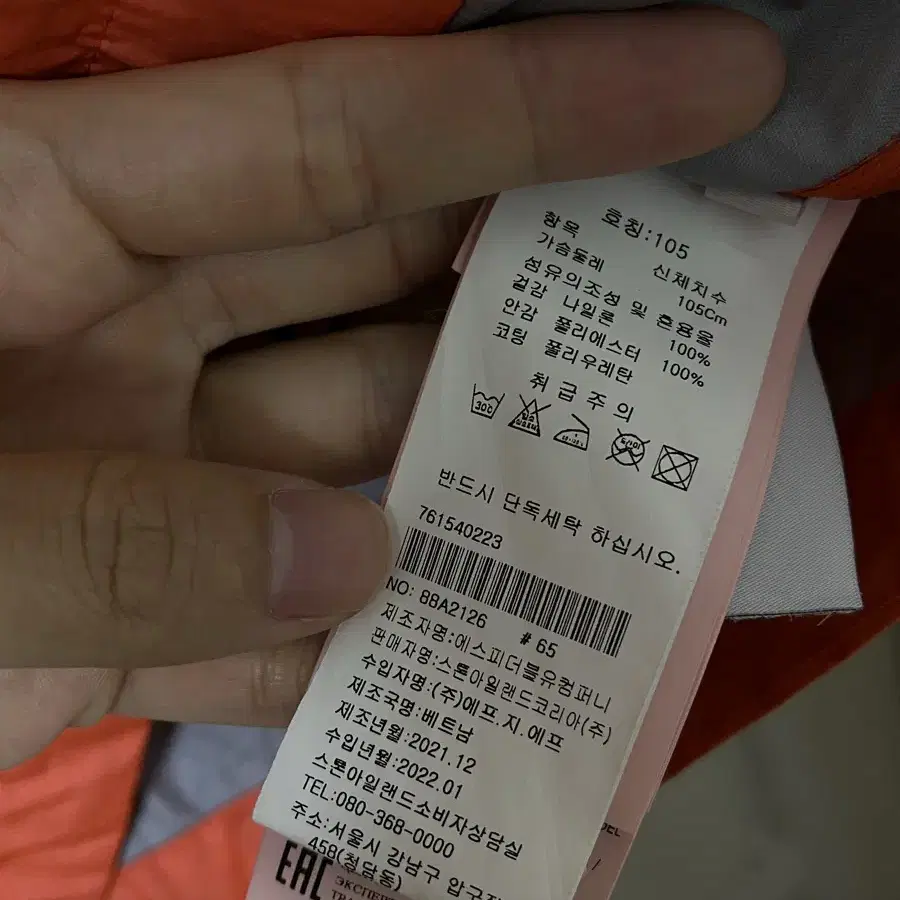 호칭:105
항목 신체치수
가슴둘레 105Cm
섬유의조성 및 혼용율
겉감 나일론 100%
안감 폴리에스터 100%
코팅 폴리우레탄
취급주의
30℃
반드시 단독세탁 하십시오.
761540223
NO: 8BA2126 # 65
제조자명:에스피더블유컴퍼니
판매자명:스톤아일랜드코리아(주)
수입자명:(주)에프.지.에프
제조국명:베트남
제조년월:2021.12
수입년월:2022.01
스톤아일랜드소비자상담실
TEL:080-368-0000
주소:서울시 강남구 압구정
458(청담동)
EAC